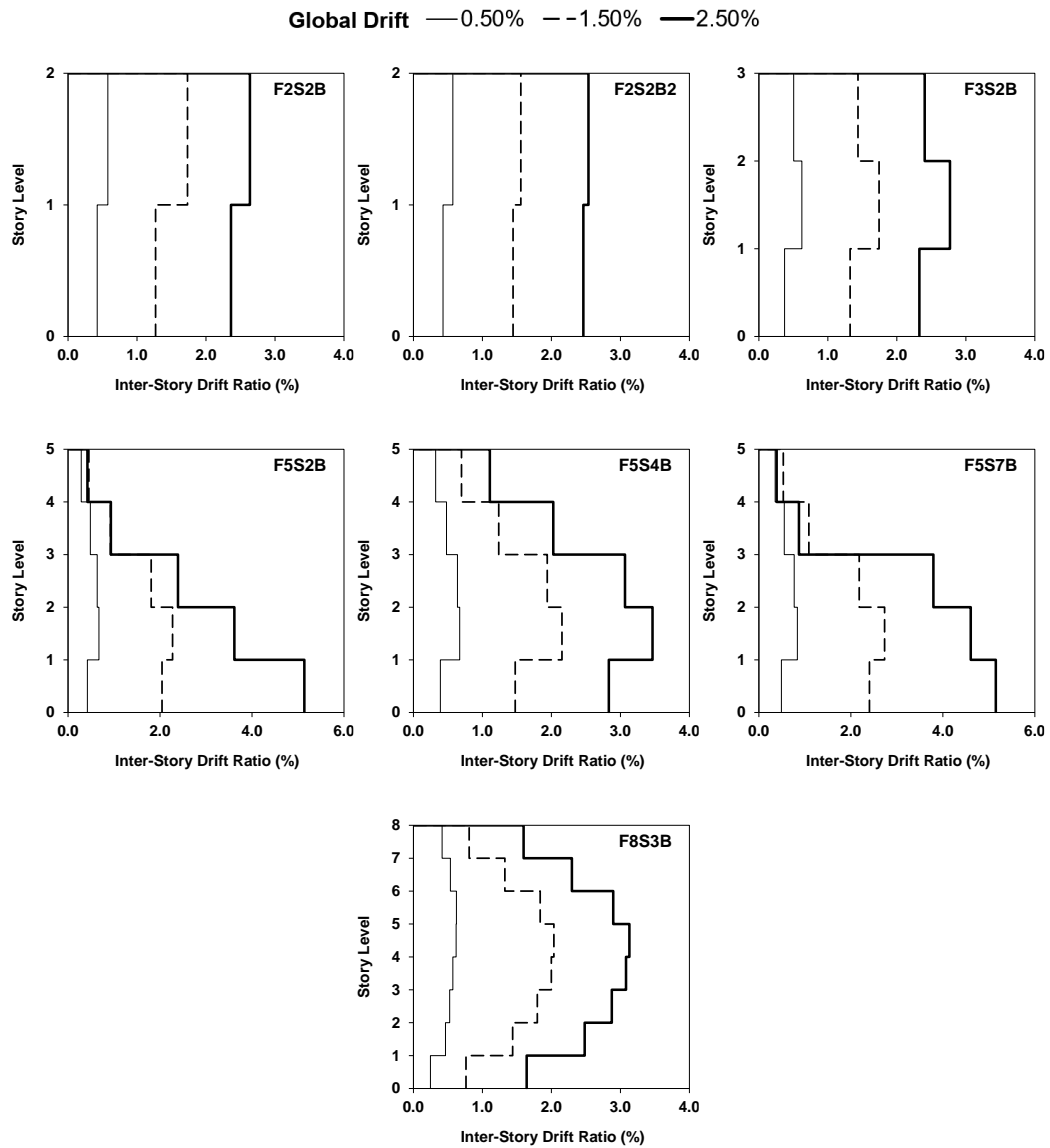 Global Drift 0.50% 1.50% 2.50%
2
1
0
Story Level
F2S2B
0.0 1.0 2.0 3.0 4.0
Inter-Story Drift Ratio (%)
2
1
0
Story Level
F2S2B2
0.0 1.0 2.0 3.0 4.0
Inter-Story Drift Ratio (%)
3
2
1
0
Story Level
F3S2B
0.0 1.0 2.0 3.0 4.0
Inter-Story Drift Ratio (%)
5
4
3
2
1
0
Story Level
F5S2B
0.0 2.0 4.0 6.0
Inter-Story Drift Ratio (%)
5
4
3
2
1
0
Story Level
F5S4B
0.0 1.0 2.0 3.0 4.0
Inter-Story Drift Ratio (%)
5
4
3
2
1
0
Story Level
F5S7B
0.0 2.0 4.0 6.0
Inter-Story Drift Ratio (%)
8
7
6
5
4
3
2
1
0
Story Level
F8S3B
0.0 1.0 2.0 3.0 4.0
Inter-Story Drift Ratio (%)